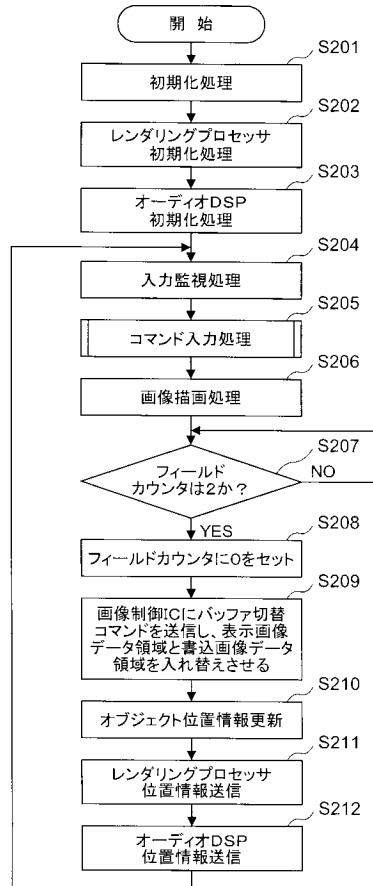 開 始
S201
初期化処理
S202
レンダリングプロセッサ
初期化処理
S203
オーディオDSP
初期化処理
S204
入力監視処理
S205
コマンド入力処理
S206
画像描画処理
S207
フィールド
カウンタは2か?
NO
YES
S208
フィールドカウンタに0をセット
S209
画像制御ICにバッファ切替
コマンドを送信し、表示画像
データ領域と書込画像データ
領域を入れ替えさせる
S210
オブジェクト位置情報更新
S211
レンダリングプロセッサ
位置情報送信
S212
オーディオDSP
位置情報送信